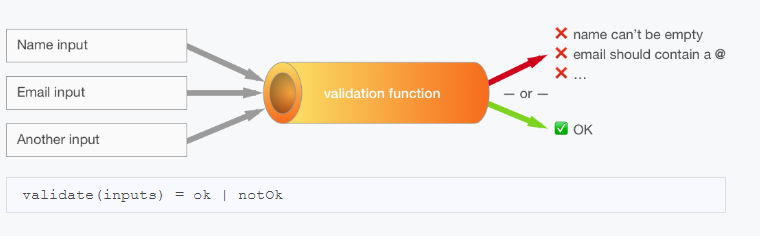 Name input
Email input
Another input
validation function
❌ name can’t be empty
❌ email should contain a @
❌ ...
— or —
✅ OK
validate(inputs) = ok | notOk